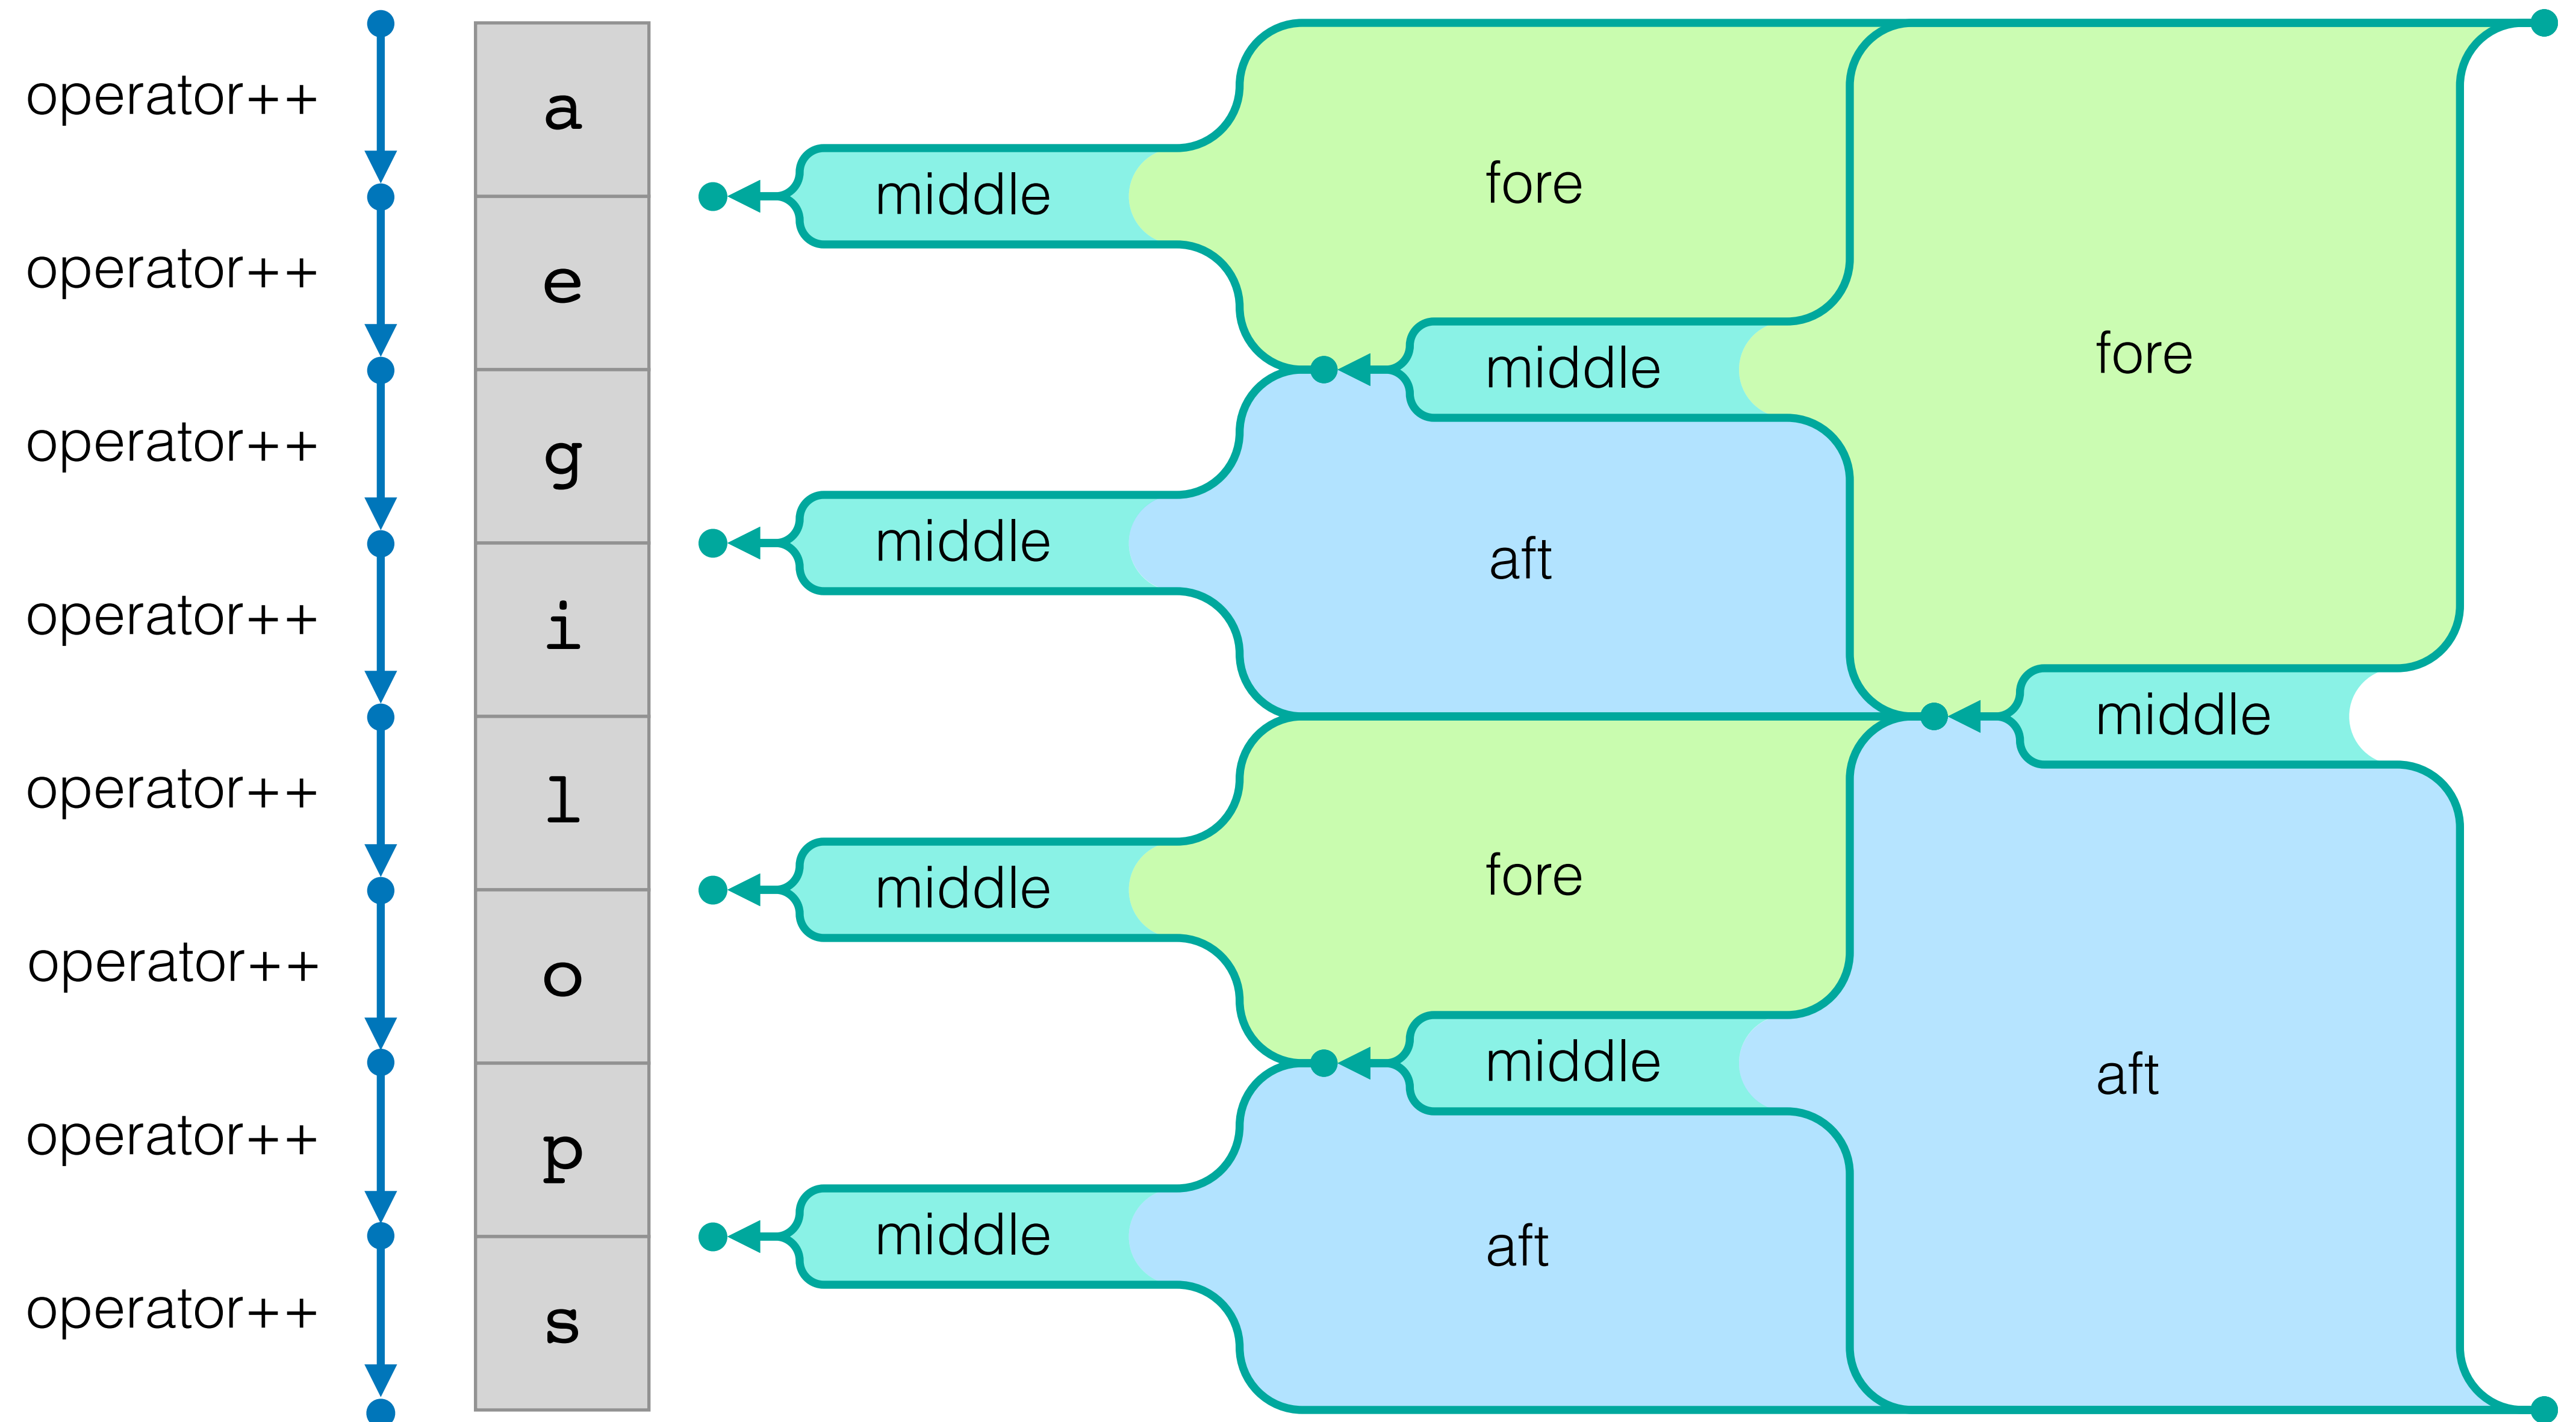 operator++
a
middle
fore
operator++
e
middle
fore
operator++
g
middle
aft
operator++
i
middle
operator++
l
middle
fore
operator++
o
middle
aft
operator++
p
middle
aft
operator++
s